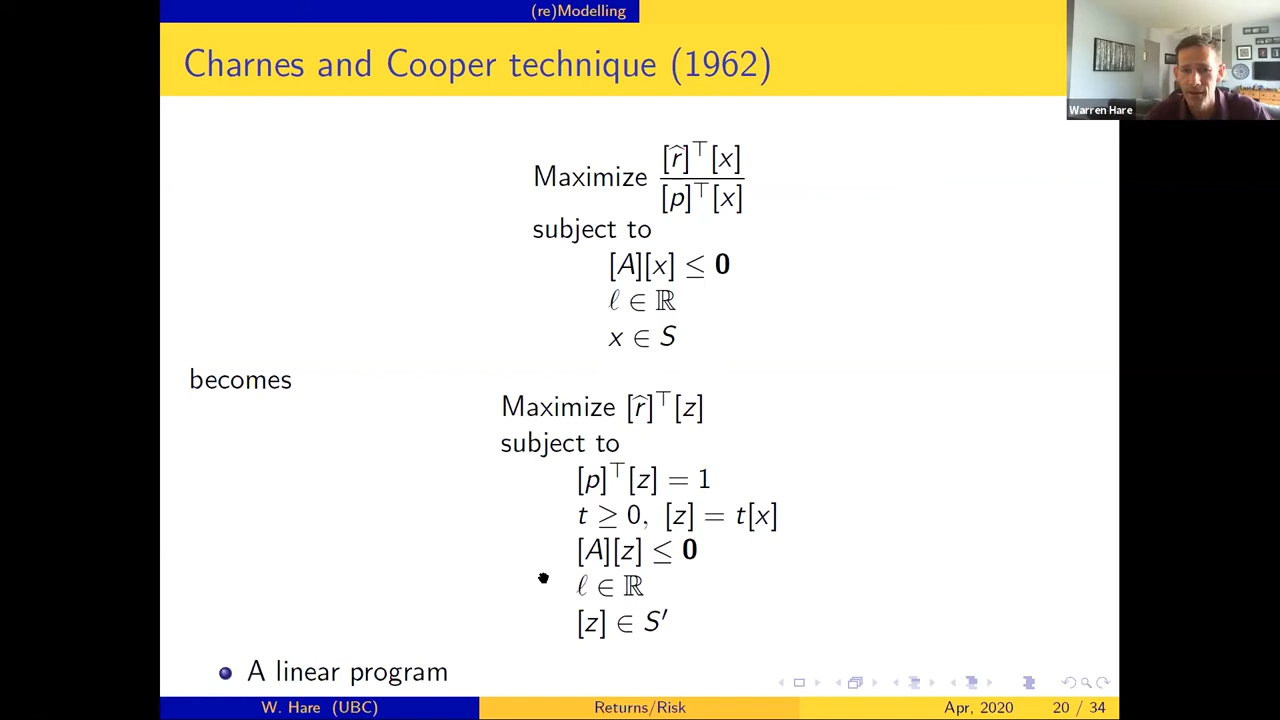 (re)Modelling
Charnes and Cooper technique (1962)
Warren Hare
Maximize [r̂]⊤[x] / [p]⊤[x]
subject to
[A][x] ≤ 0
ℓ ∈ ℝ
x ∈ S
becomes
Maximize [r̂]⊤[z]
subject to
[p]⊤[z] = 1
t ≥ 0, [z] = t[x]
[A][z] ≤ 0
ℓ ∈ ℝ
[z] ∈ S′
A linear program
W. Hare (UBC) Returns/Risk Apr, 2020 20 / 34